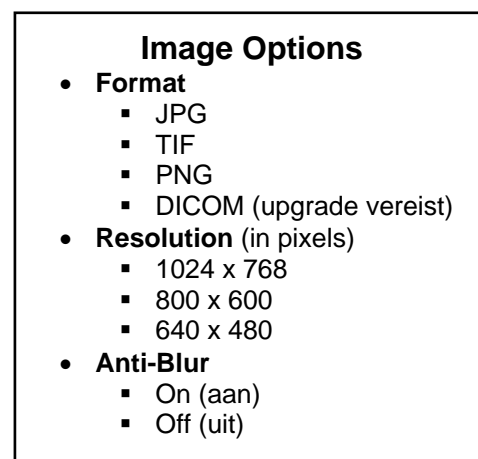 Image Options
• Format
▪ JPG
▪ TIF
▪ PNG
▪ DICOM (upgrade vereist)
• Resolution (in pixels)
▪ 1024 x 768
▪ 800 x 600
▪ 640 x 480
• Anti-Blur
▪ On (aan)
▪ Off (uit)